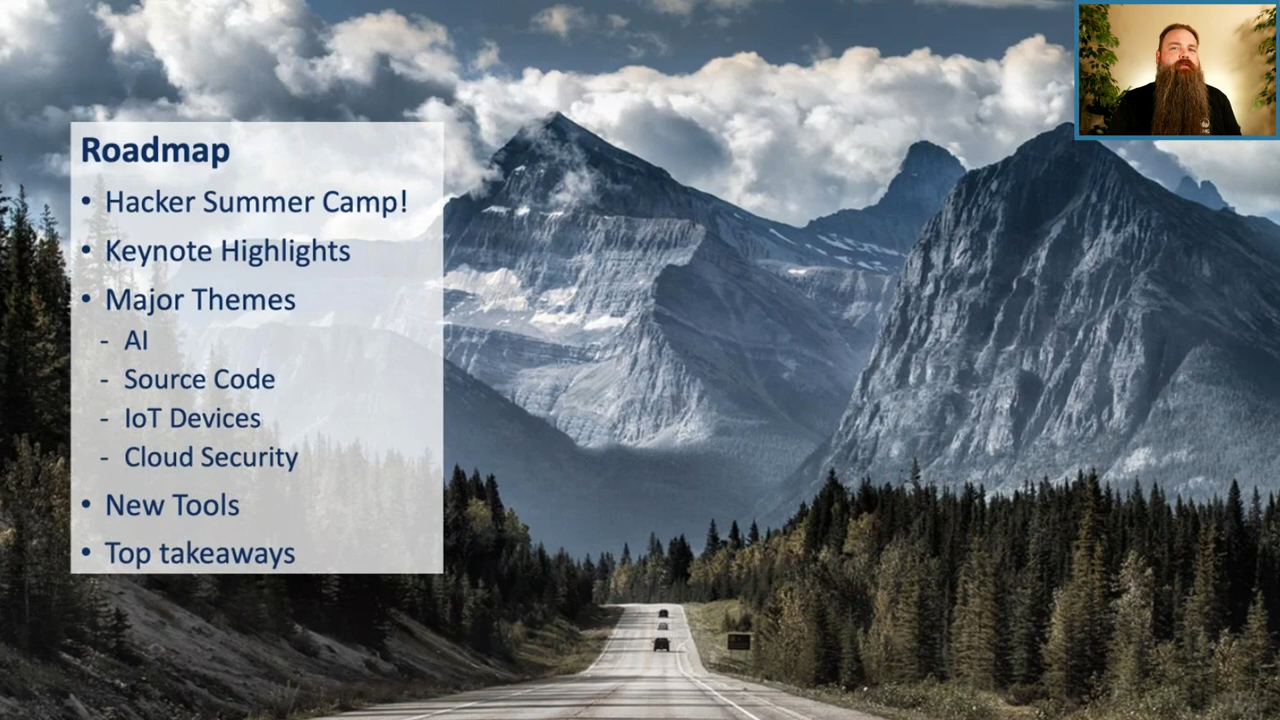 Roadmap
• Hacker Summer Camp!
• Keynote Highlights
• Major Themes
- AI
- Source Code
- IoT Devices
- Cloud Security
• New Tools
• Top takeaways